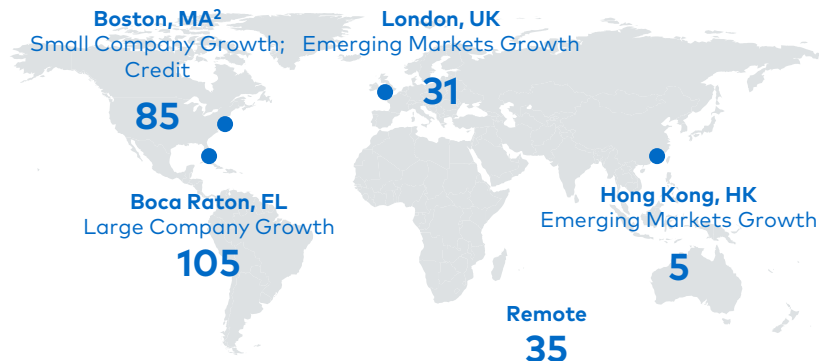 Boston, MA²
Small Company Growth;
Credit
85
London, UK
Emerging Markets Growth
31
Boca Raton, FL
Large Company Growth
105
Hong Kong, HK
Emerging Markets Growth
5
Remote
35